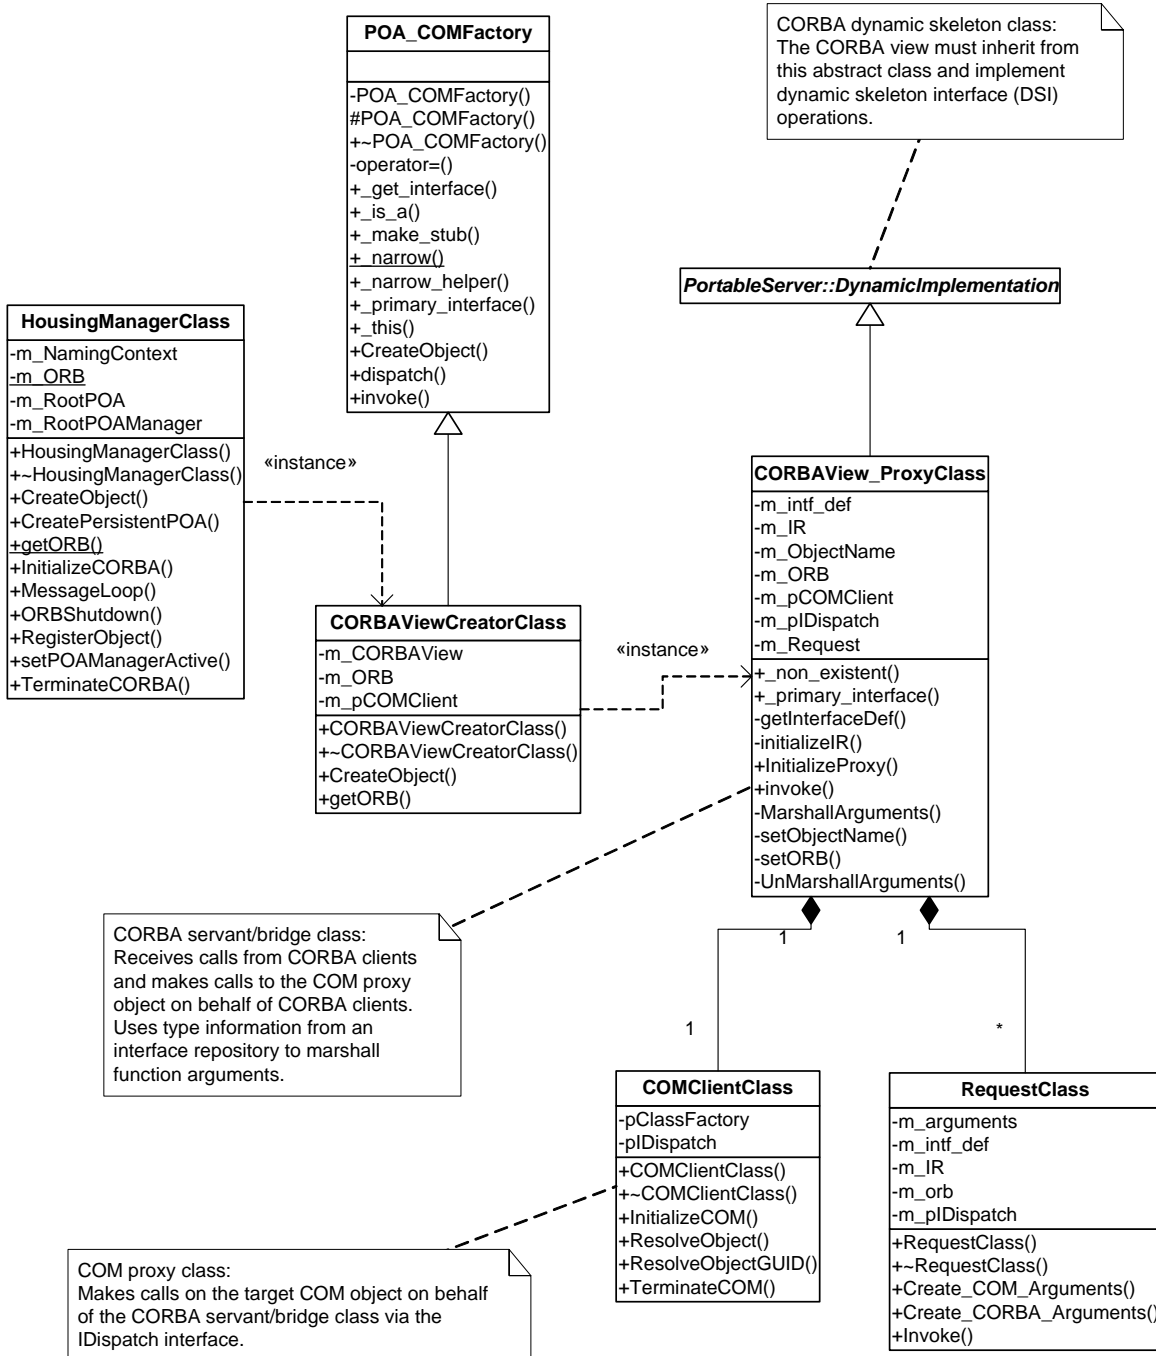 POA_COMFactory
-POA_COMFactory()
#POA_COMFactory()
+~POA_COMFactory()
-operator=()
+_get_interface()
+_is_a()
+_make_stub()
+_narrow()
+_narrow_helper()
+_primary_interface()
+_this()
+CreateObject()
+dispatch()
+invoke()
CORBA dynamic skeleton class:
The CORBA view must inherit from
this abstract class and implement
dynamic skeleton interface (DSI)
operations.
PortableServer::DynamicImplementation
HousingManagerClass
-m_NamingContext
-m_ORB
-m_RootPOA
-m_RootPOAManager
+HousingManagerClass()
+~HousingManagerClass()
+CreateObject()
+CreatePersistentPOA()
+getORB()
+InitializeCORBA()
+MessageLoop()
+ORBShutdown()
+RegisterObject()
+setPOAManagerActive()
+TerminateCORBA()
«instance»
CORBAViewCreatorClass
-m_CORBAView
-m_ORB
-m_pCOMClient
+CORBAViewCreatorClass()
+~CORBAViewCreatorClass()
+CreateObject()
+getORB()
«instance»
CORBAView_ProxyClass
-m_intf_def
-m_IR
-m_ObjectName
-m_ORB
-m_pCOMClient
-m_pIDispatch
-m_Request
+_non_existent()
+_primary_interface()
-getInterfaceDef()
-initializeIR()
+InitializeProxy()
+invoke()
-MarshallArguments()
-setObjectName()
-setORB()
-UnMarshallArguments()
CORBA servant/bridge class:
Receives calls from CORBA clients
and makes calls to the COM proxy
object on behalf of CORBA clients.
Uses type information from an
interface repository to marshall
function arguments.
1
1
1
*
COMClientClass
-pClassFactory
-pIDispatch
+COMClientClass()
+~COMClientClass()
+InitializeCOM()
+ResolveObject()
+ResolveObjectGUID()
+TerminateCOM()
RequestClass
-m_arguments
-m_intf_def
-m_IR
-m_orb
-m_pIDispatch
+RequestClass()
+~RequestClass()
+Create_COM_Arguments()
+Create_CORBA_Arguments()
+Invoke()
COM proxy class:
Makes calls on the target COM object on behalf
of the CORBA servant/bridge class via the
IDispatch interface.